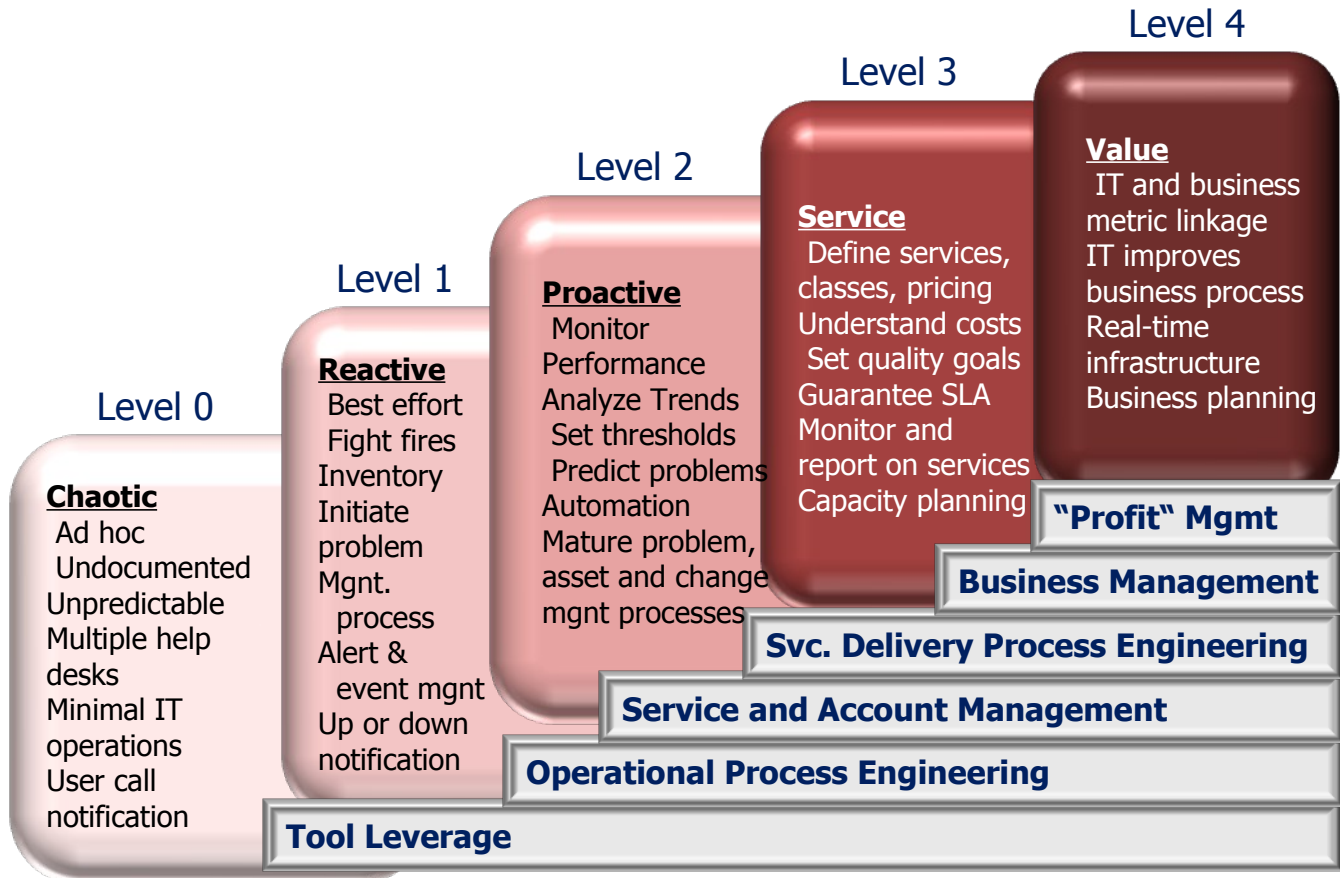 Level 0
Chaotic
Ad hoc
Undocumented
Unpredictable
Multiple help
desks
Minimal IT
operations
User call
notification
Level 1
Reactive
Best effort
Fight fires
Inventory
Initiate
problem
Mgnt.
process
Alert &
event mgnt
Up or down
notification
Level 2
Proactive
Monitor
Performance
Analyze Trends
Set thresholds
Predict problems
Automation
Mature problem,
asset and change
mgnt processes
Level 3
Service
Define services,
classes, pricing
Understand costs
Set quality goals
Guarantee SLA
Monitor and
report on services
Capacity planning
Level 4
Value
IT and business
metric linkage
IT improves
business process
Real-time
infrastructure
Business planning
“Profit“ Mgmt
Business Management
Svc. Delivery Process Engineering
Service and Account Management
Operational Process Engineering
Tool Leverage